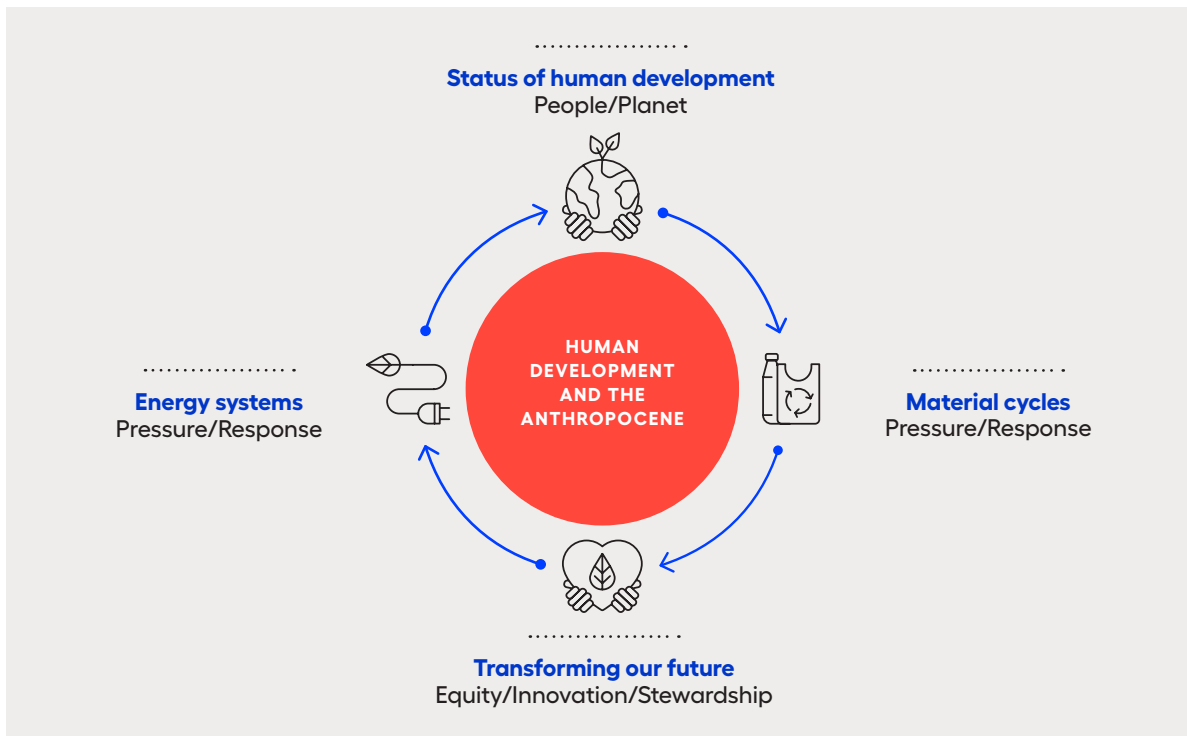 Status of human development
People/Planet
HUMAN
DEVELOPMENT
AND THE
ANTHROPOCENE
Energy systems
Pressure/Response
Material cycles
Pressure/Response
Transforming our future
Equity/Innovation/Stewardship